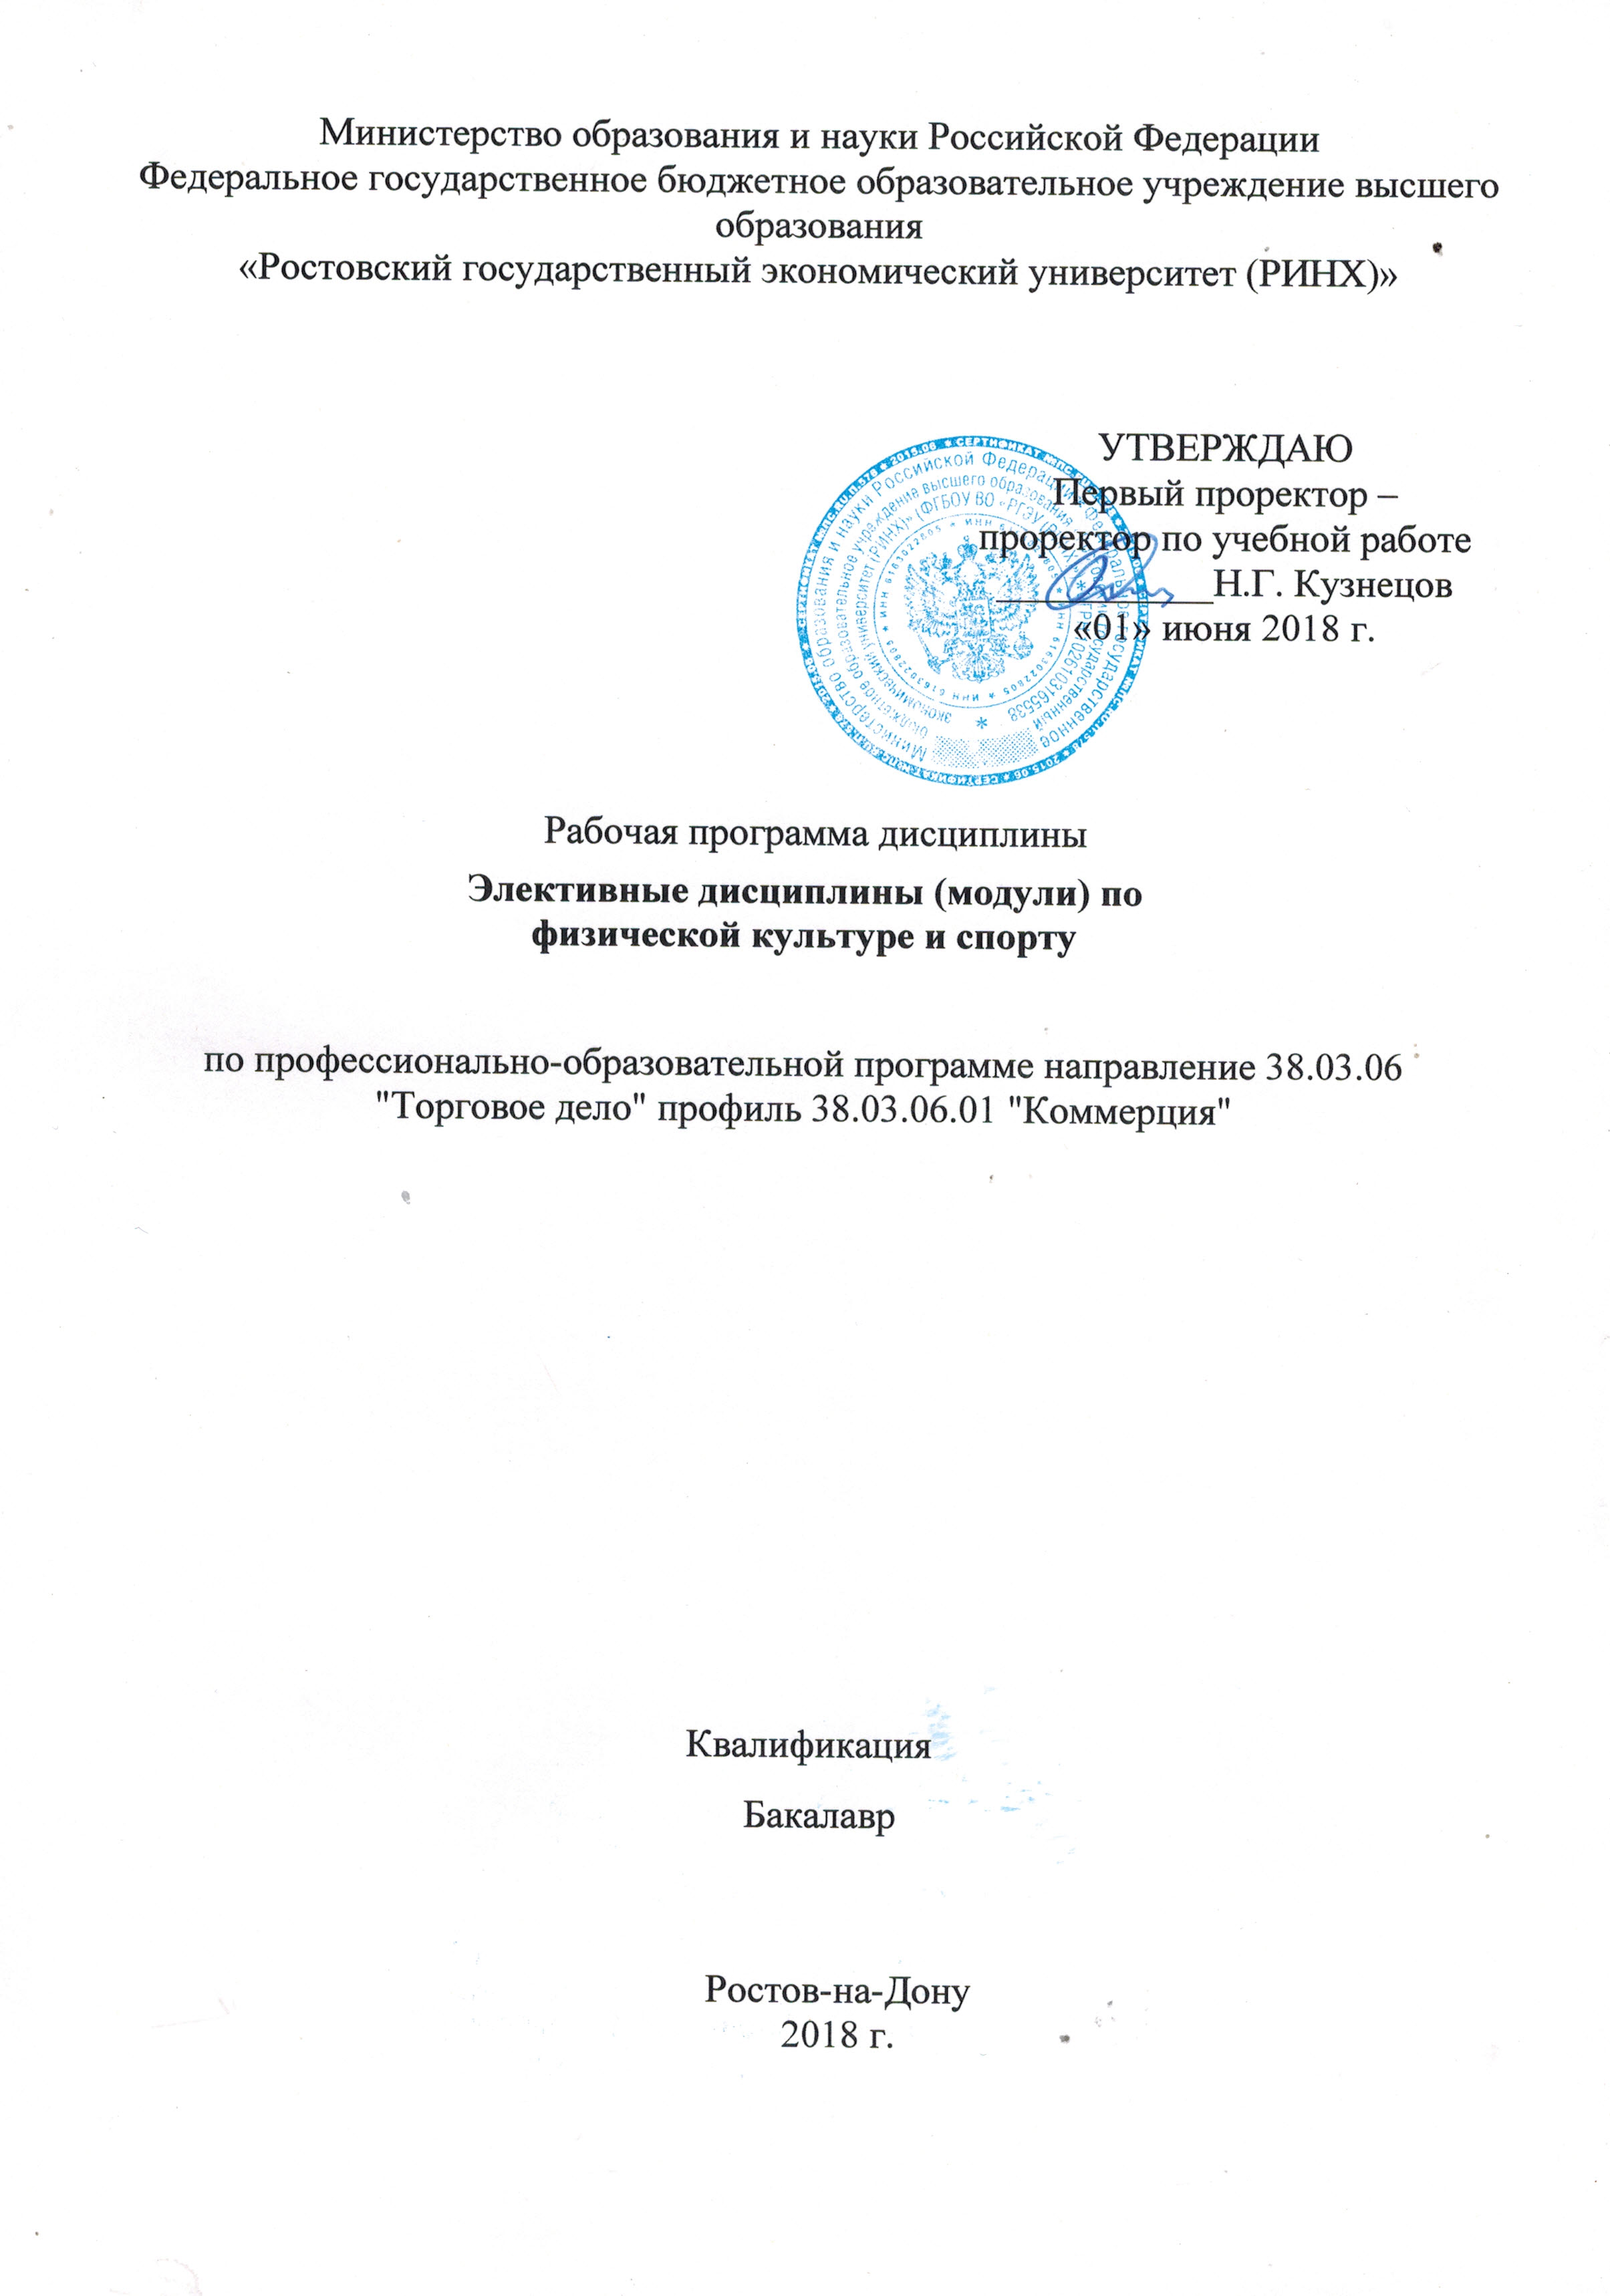 Министерство образования и науки Российской Федерации
Федеральное государственное бюджетное образовательное учреждение высшего
образования
«Ростовский государственный экономический университет (РИНХ)»
УТВЕРЖДАЮ
Первый проректор –
проректор по учебной работе
Н.Г. Кузнецов
«01» июня 2018 г.
Рабочая программа дисциплины
Элективные дисциплины (модули) по
физической культуре и спорту
по профессионально-образовательной программе направление 38.03.06
"Торговое дело" профиль 38.03.06.01 "Коммерция"
Квалификация
Бакалавр
Ростов-на-Дону
2018 г.